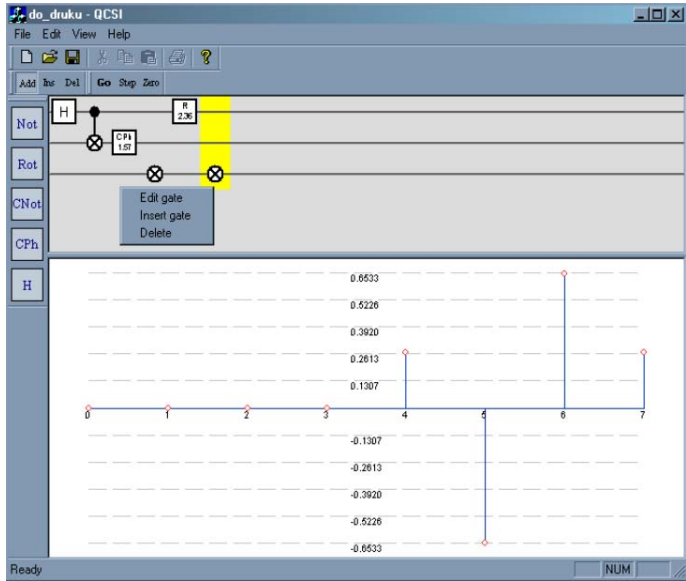 do_druku - QCSI
File Edit View Help
Add Ins Del Go Step Zero
Not
Rot
CNot
CPh
H
H
R
2.36
CPh
1.57
Edit gate
Insert gate
Delete
0.6533
0.5226
0.3920
0.2613
0.1307
0 1 2 3 4 5 6 7
-0.1307
-0.2613
-0.3920
-0.5226
-0.6533
Ready NUM